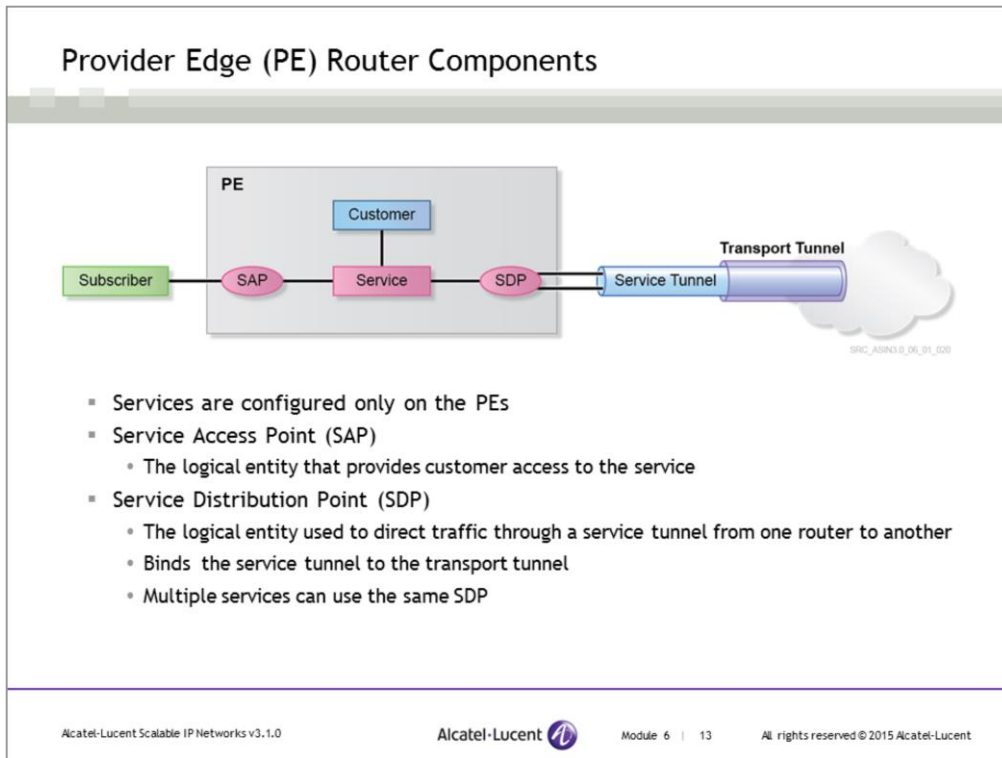 Provider Edge (PE) Router Components
PE
Customer
Transport Tunnel
Subscriber
SAP
Service
SDP
Service Tunnel
SRC_ASIN3.0_06_01_020
Services are configured only on the PEs
Service Access Point (SAP)
The logical entity that provides customer access to the service
Service Distribution Point (SDP)
The logical entity used to direct traffic through a service tunnel from one router to another
Binds the service tunnel to the transport tunnel
Multiple services can use the same SDP
Alcatel-Lucent Scalable IP Networks v3.1.0
Alcatel·Lucent
Module 6 | 13
All rights reserved © 2015 Alcatel-Lucent